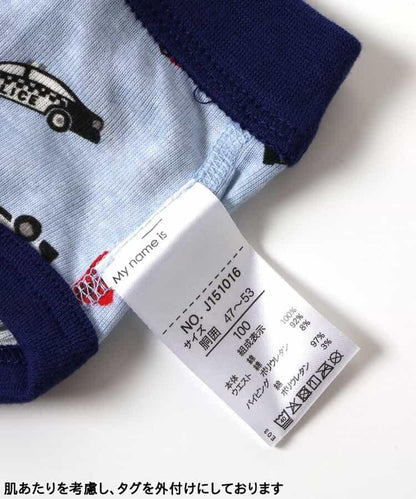 POLICE
My name is
NO. J151016
サイズ
胴囲 47～53
100
組成表示
本体 綿 100%
ウエスト 綿 92%
ポリウレタン 8%
パイピング 綿 97%
ポリウレタン 3%
肌あたりを考慮し、タグを外付けにしております